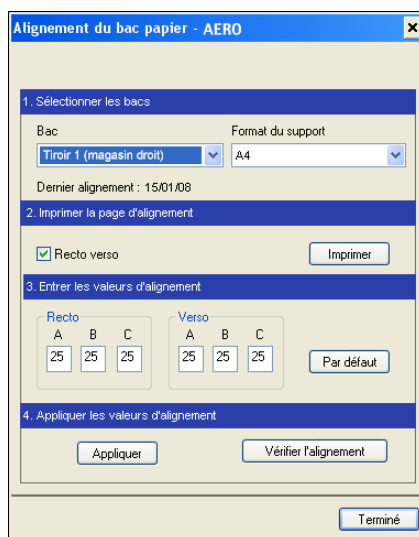 Alignement du bac papier - AERO
1. Sélectionner les bacs
Bac Format du support
Tiroir 1 (magasin droit) A4
Dernier alignement : 15/01/08
2. Imprimer la page d'alignement
Recto verso Imprimer
3. Entrer les valeurs d'alignement
Recto Verso
A B C A B C
25 25 25 25 25 25 Par défaut
4. Appliquer les valeurs d'alignement
Appliquer Vérifier l'alignement
Terminé